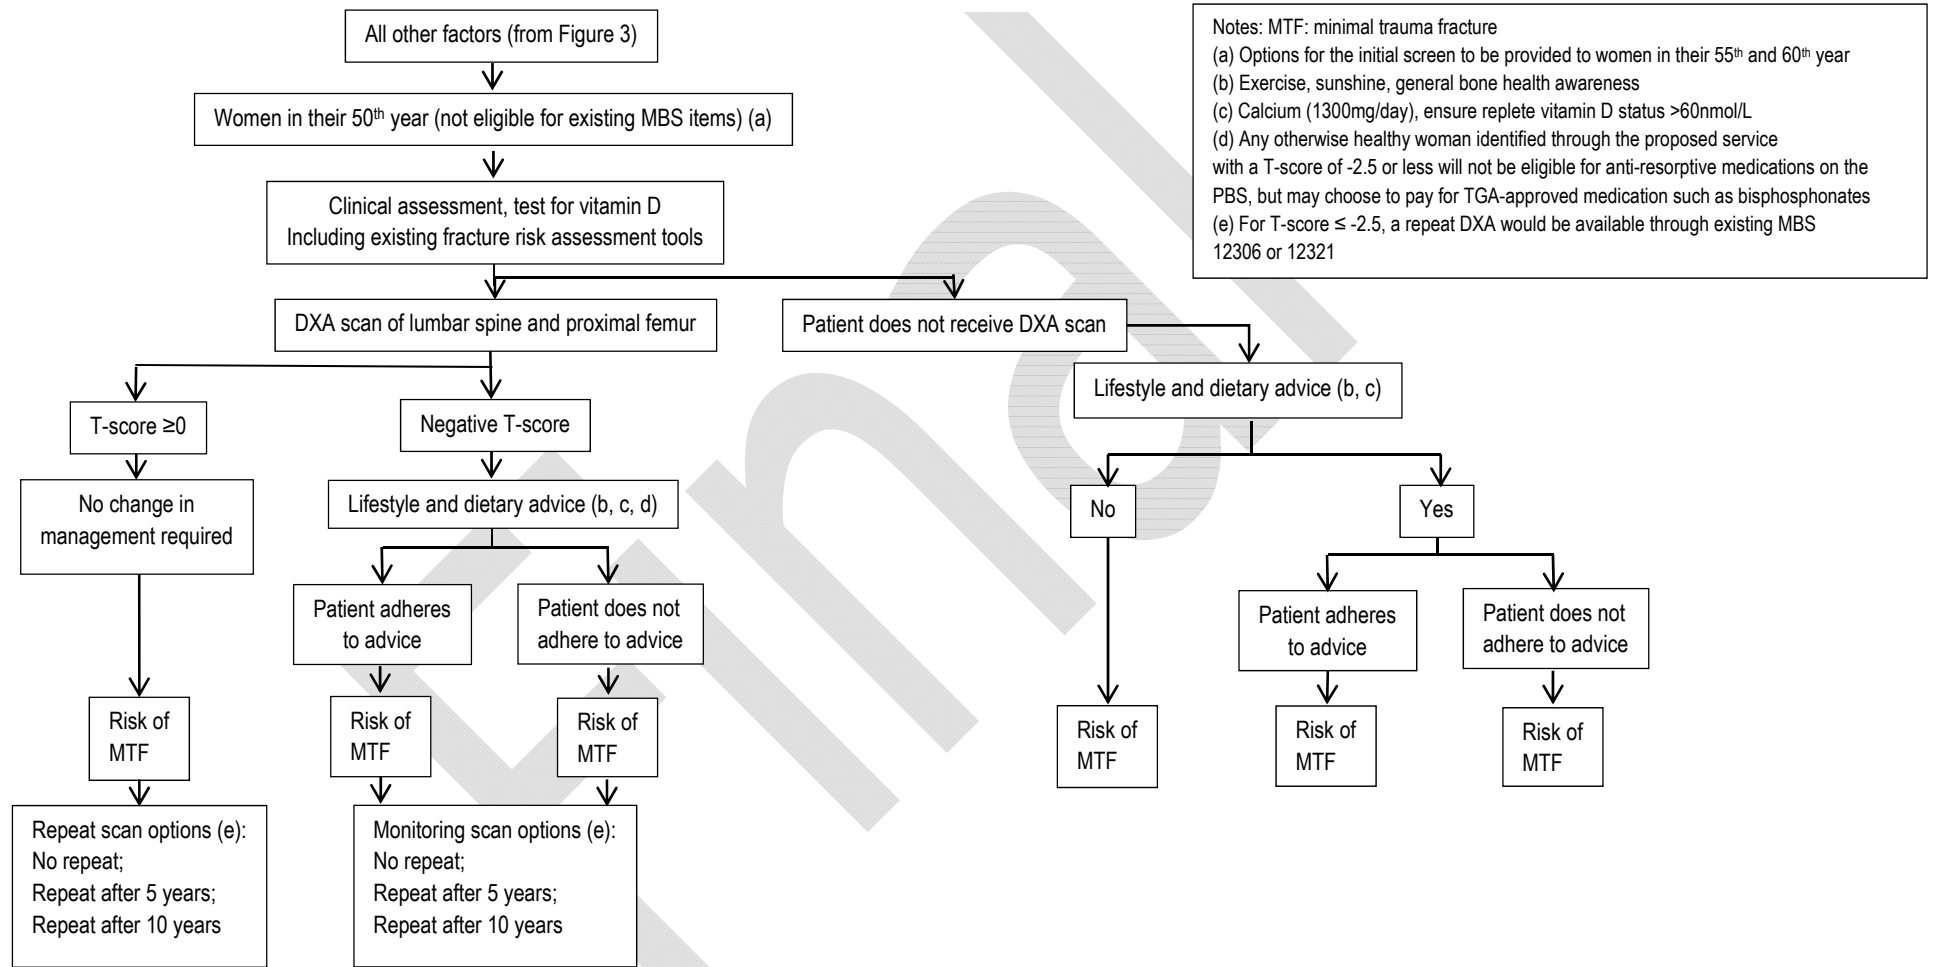 All other factors (from Figure 3)
Women in their 50th year (not eligible for existing MBS items) (a)
Clinical assessment, test for vitamin D
Including existing fracture risk assessment tools
DXA scan of lumbar spine and proximal femur
Patient does not receive DXA scan
T-score ≥0
Negative T-score
Lifestyle and dietary advice (b, c)
No change in
management required
Lifestyle and dietary advice (b, c, d)
No
Yes
Patient adheres
to advice
Patient does not
adhere to advice
Patient adheres
to advice
Patient does not
adhere to advice
Risk of
MTF
Risk of
MTF
Risk of
MTF
Risk of
MTF
Risk of
MTF
Risk of
MTF
Repeat scan options (e):
No repeat;
Repeat after 5 years;
Repeat after 10 years
Monitoring scan options (e):
No repeat;
Repeat after 5 years;
Repeat after 10 years
Notes: MTF: minimal trauma fracture
(a) Options for the initial screen to be provided to women in their 55th and 60th year
(b) Exercise, sunshine, general bone health awareness
(c) Calcium (1300mg/day), ensure replete vitamin D status >60nmol/L
(d) Any otherwise healthy woman identified through the proposed service
with a T-score of -2.5 or less will not be eligible for anti-resorptive medications on the
PBS, but may choose to pay for TGA-approved medication such as bisphosphonates
(e) For T-score ≤ -2.5, a repeat DXA would be available through existing MBS
12306 or 12321
Final